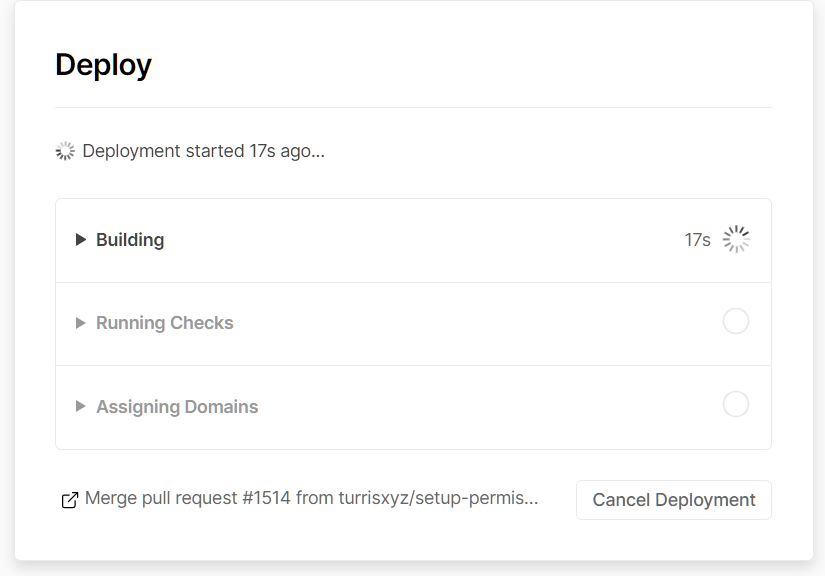 Deploy
Deployment started 17s ago...
Building 17s
Running Checks
Assigning Domains
Merge pull request #1514 from turrisxyz/setup-permis...
Cancel Deployment